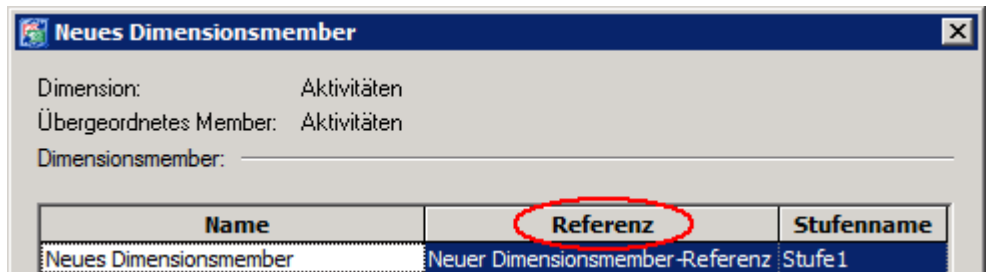 Neues Dimensionsmember
Dimension: Aktivitäten
Übergeordnetes Member: Aktivitäten
Dimensionsmember:
Name Referenz Stufenname
Neues Dimensionsmember Neuer Dimensionsmember-Referenz Stufe1